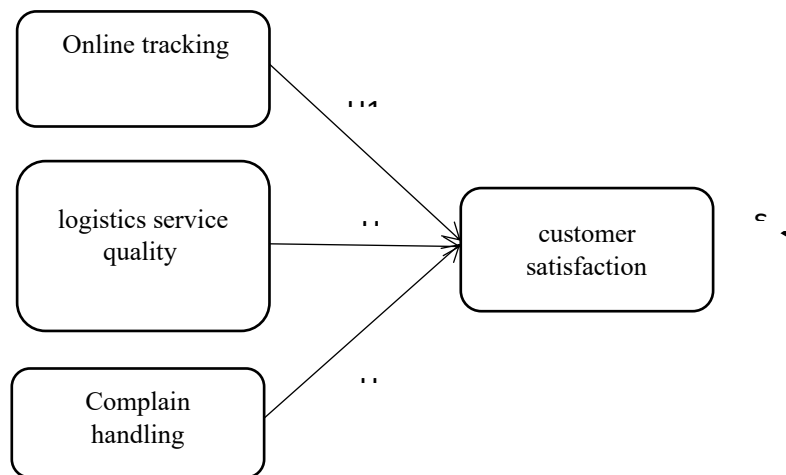 Online tracking
logistics service
quality
customer
satisfaction
Complain
handling